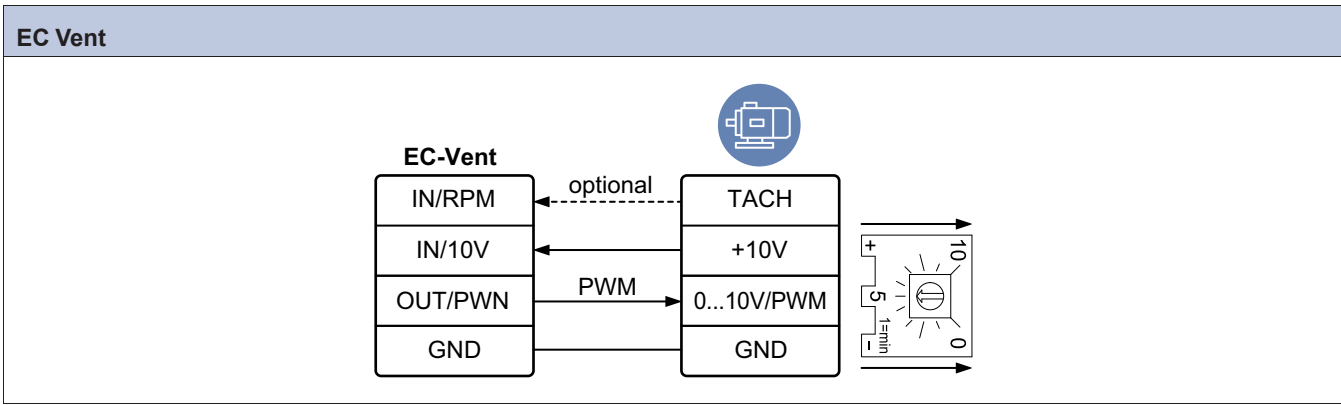 EC Vent
EC-Vent
IN/RPM
optional
TACH
IN/10V
+10V
OUT/PWN
PWM
0...10V/PWM
GND
GND
+
10
5
1=min
-
0